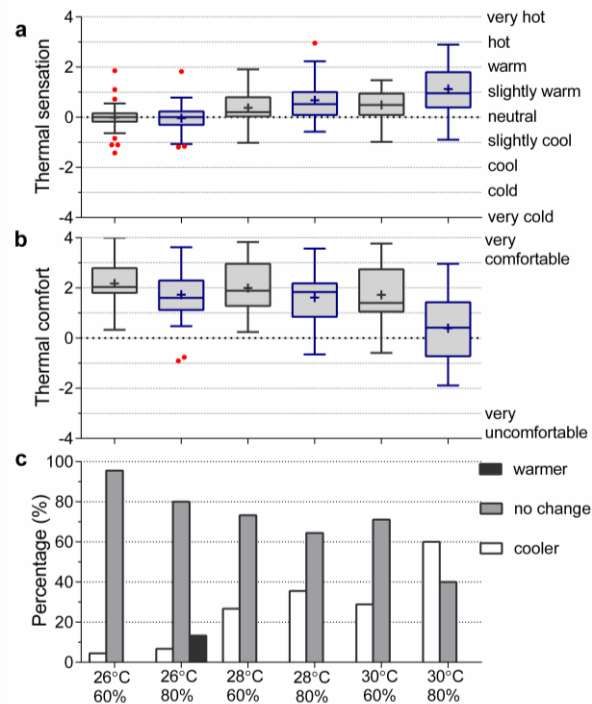 a
Thermal sensation
4
2
0
-2
-4
very hot
hot
warm
slightly warm
neutral
slightly cool
cool
cold
very cold
b
Thermal comfort
4
2
0
-2
-4
very
comfortable
very
uncomfortable
c
Percentage (%)
100
80
60
40
20
0
warmer
no change
cooler
26°C 26°C 28°C 28°C 30°C 30°C
60% 80% 60% 80% 60% 80%